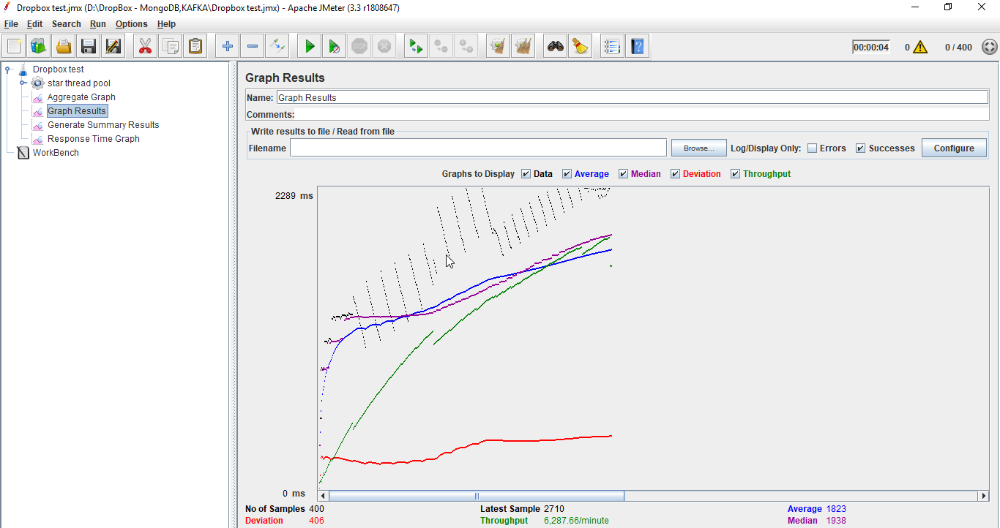 Dropbox test.jmx (D:\DropBox - MongoDB,KAFKA\Dropbox test.jmx) - Apache JMeter (3.3 r1808647)
File Edit Search Run Options Help
STOP 00:00:04 0 0 / 400
Dropbox test
star thread pool
Aggregate Graph
Graph Results
Generate Summary Results
Response Time Graph
WorkBench
Graph Results
Name: Graph Results
Comments:
Write results to file / Read from file
Filename Browse... Log/Display Only: Errors Successes Configure
Graphs to Display Data Average Median Deviation Throughput
2289 ms
0 ms
No of Samples 400 Latest Sample 2710 Average 1823
Deviation 406 Throughput 6,287.66/minute Median 1938